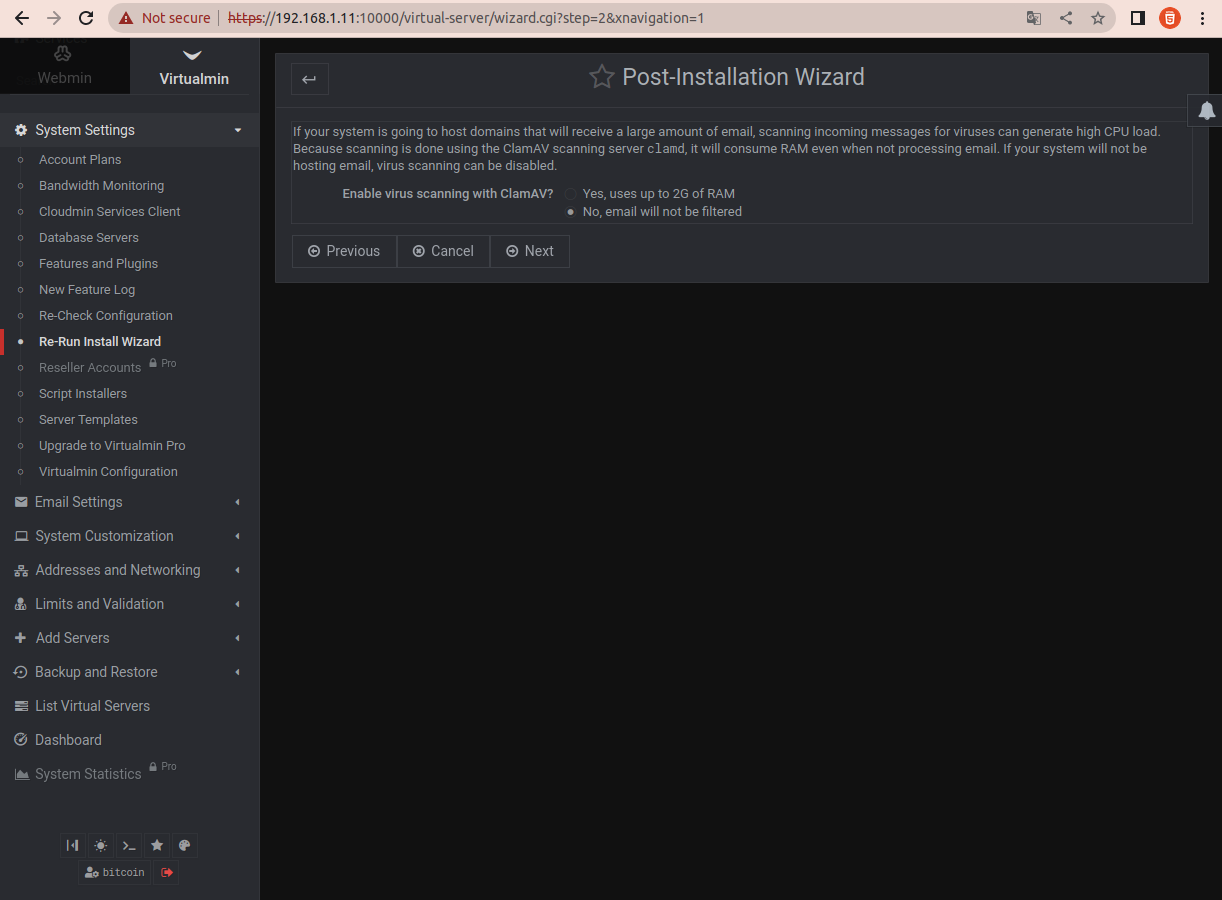 Not secure
https://192.168.1.11:10000/virtual-server/wizard.cgi?step=2&xnavigation=1
Webmin
Virtualmin
System Settings
Account Plans
Bandwidth Monitoring
Cloudmin Services Client
Database Servers
Features and Plugins
New Feature Log
Re-Check Configuration
Re-Run Install Wizard
Reseller Accounts Pro
Script Installers
Server Templates
Upgrade to Virtualmin Pro
Virtualmin Configuration
Email Settings
System Customization
Addresses and Networking
Limits and Validation
Add Servers
Backup and Restore
List Virtual Servers
Dashboard
System Statistics Pro
bitcoin
Post-Installation Wizard
If your system is going to host domains that will receive a large amount of email, scanning incoming messages for viruses can generate high CPU load.
Because scanning is done using the ClamAV scanning server clamd, it will consume RAM even when not processing email. If your system will not be
hosting email, virus scanning can be disabled.
Enable virus scanning with ClamAV? Yes, uses up to 2G of RAM
No, email will not be filtered
Previous Cancel Next